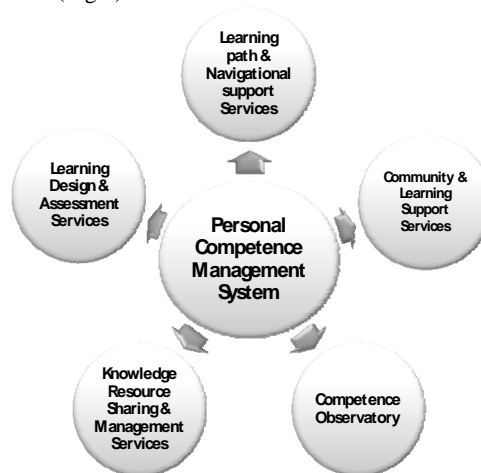 Learning
path &
Navigational
support
Services
Learning
Design &
Assessment
Services
Community &
Learning
Support
Services
Personal
Competence
Management
System
Knowledge
Resource
Sharing &
Management
Services
Competence
Observatory